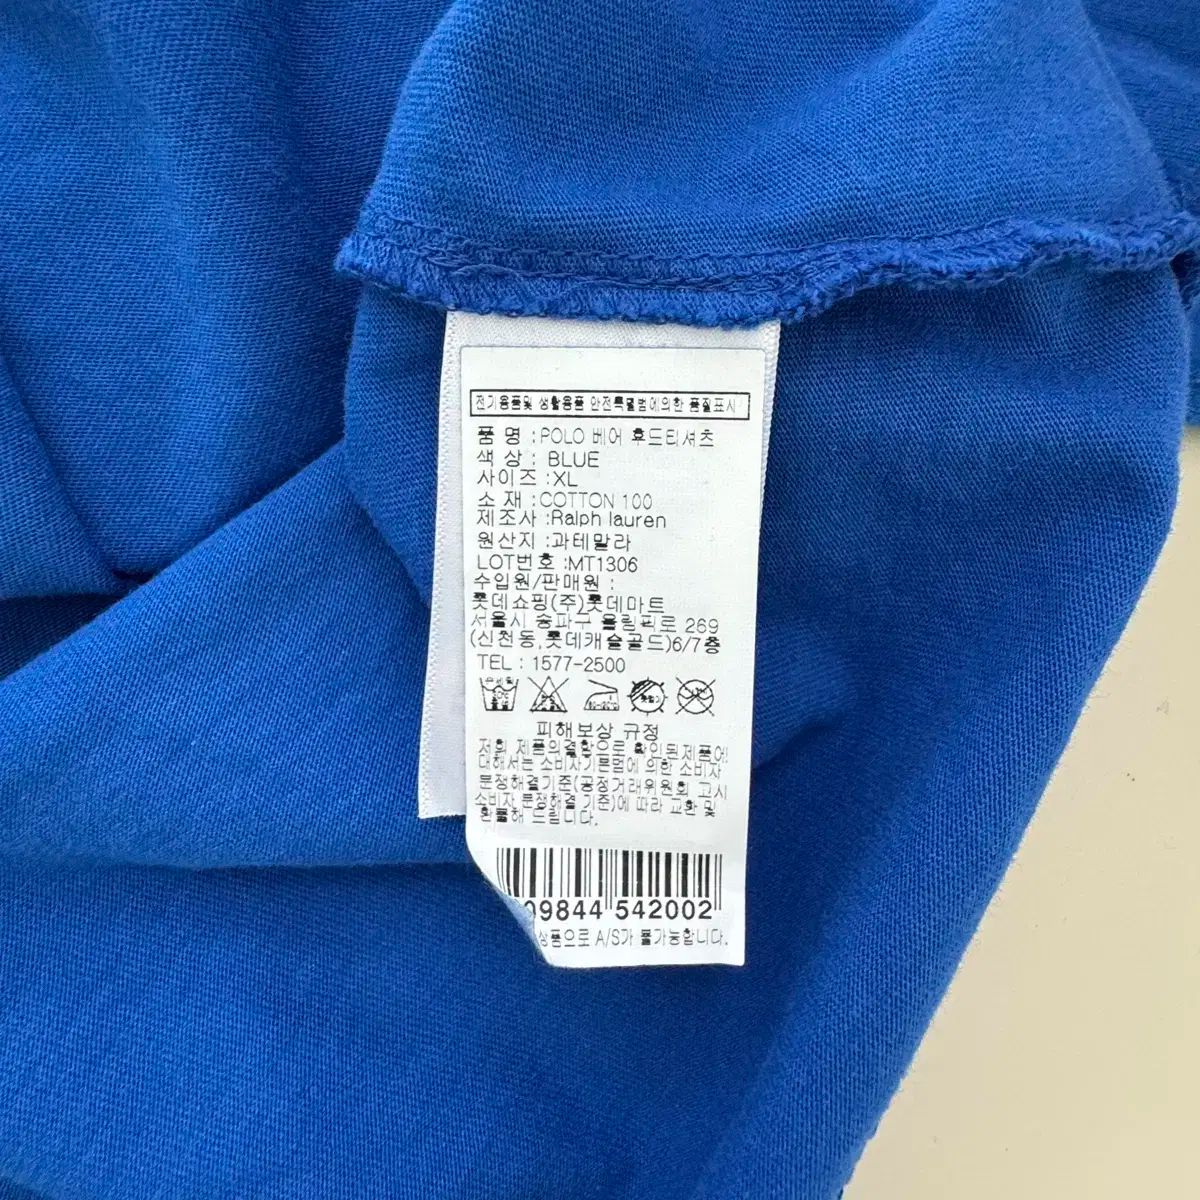 전기용품및 생활용품 안전특별법에의한 품질표시
품 명 :POLO 베어 후드티셔츠
색 상 : BLUE
사이즈 :XL
소 재 :COTTON 100
제조사 :Ralph lauren
원산지 :과테말라
LOT번호 :MT1306
수입원/판매원 :
롯데쇼핑(주)롯데마트
서울시 송파구 올림픽로 269
(신천동,롯데캐슬골드)6/7층
TEL : 1577-2500
피해보상 규정
저희 제품의결함으로 확인된제품에
대해서는 소비자기본법에 의한 소비자
분쟁해결기준(공정거래위원회 고시
소비자 분쟁해결 기준)에 따라 교환 및
환불해 드립니다.
09844 542002
상품으로 A/S가 불가능합니다.